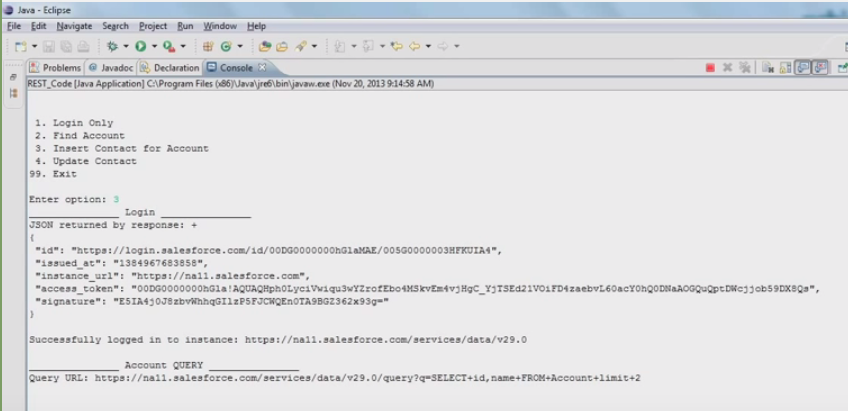 Java - Eclipse
File Edit Navigate Search Project Run Window Help
Problems @ Javadoc Declaration Console
REST_Code [Java Application] C:\Program Files (x86)\Java\jre6\bin\javaw.exe (Nov 20, 2013 9:14:58 AM)
1. Login Only
2. Find Account
3. Insert Contact for Account
4. Update Contact
99. Exit
Enter option: 3
______________ Login ______________
JSON returned by response: +
{
"id": "https://login.salesforce.com/id/00DG0000000hGlaMAE/005G0000003HFKUIA4",
"issued_at": "1384967683858",
"instance_url": "https://na11.salesforce.com",
"access_token": "00DG0000000hGla!AQUAQHph0LyciVwiqu3wYZrofEbo4MSkvEm4vjHgC_YjTSEd21VOiFD4zaebvL60acY0hQ0DNaAOGQuQptDWcjjob59DX8Qs",
"signature": "E5IA4j0J8zbvWhhqGIlzP5FJCWQEn0TA9BGZ362x93g="
}
Successfully logged in to instance: https://na11.salesforce.com/services/data/v29.0
______________ Account QUERY ______________
Query URL: https://na11.salesforce.com/services/data/v29.0/query?q=SELECT+id,name+FROM+Account+limit+2